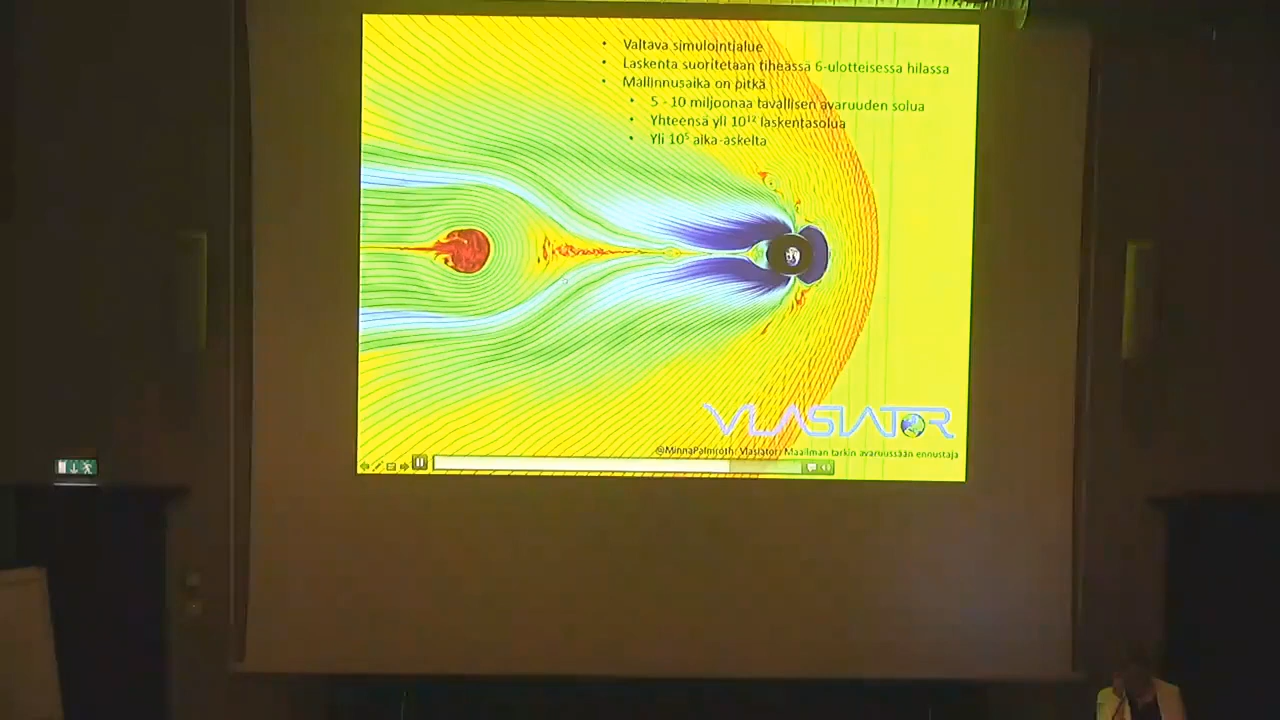 • Valtava simulointialue
• Laskenta suoritetaan tiheässä 6-ulotteisessa hilassa
• Mallinnusaika on pitkä
• 5 - 10 miljoonaa tavallisen avaruuden solua
• Yhteensä yli 10¹² laskentasolua
• Yli 10⁵ aika-askelta
VLASIATOR
@MinnaPalmroth: Vlasiator: Maailman tarkin avaruussään ennustaja